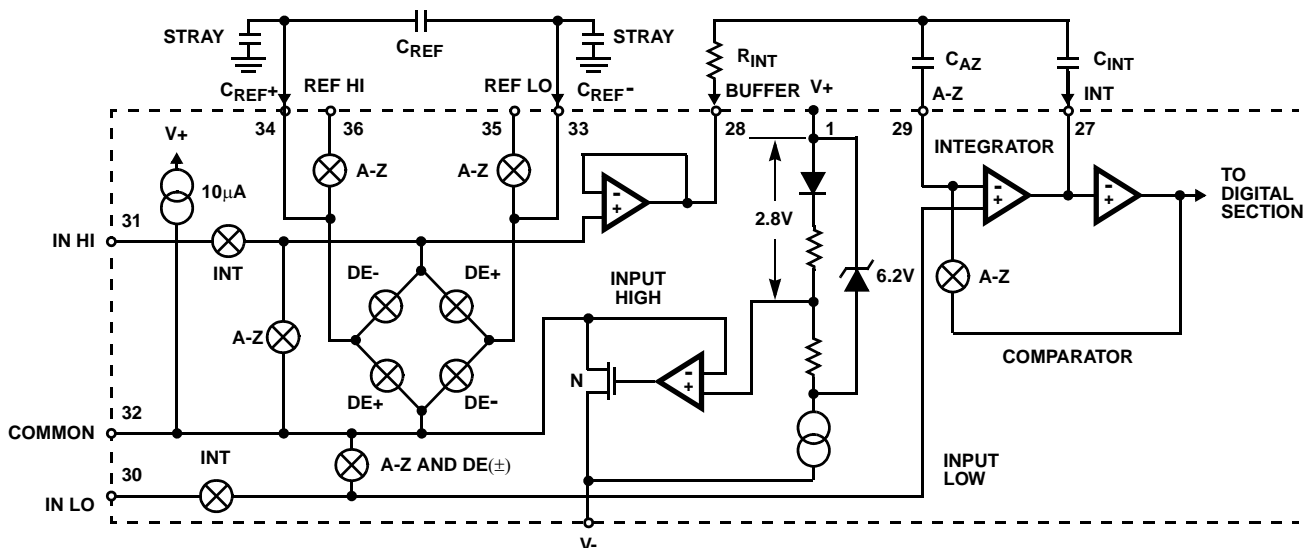 STRAY
CREF
STRAY
RINT
CAZ
CINT
CREF+
REF HI
REF LO
CREF-
BUFFER
V+
A-Z
INT
34
36
35
33
28
1
29
27
V+
10µA
A-Z
A-Z
-
+
2.8V
INTEGRATOR
-
+
-
+
TO
DIGITAL
SECTION
31
IN HI
INT
DE-
DE+
INPUT
HIGH
6.2V
A-Z
A-Z
COMPARATOR
DE+
DE-
N
-
+
32
COMMON
INT
A-Z AND DE(±)
INPUT
LOW
30
IN LO
V-